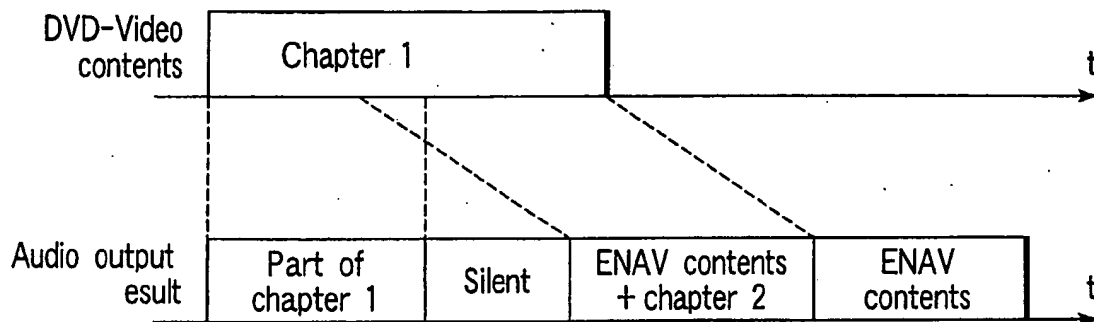 DVD-Video
contents
Chapter 1
t
Audio output
esult
Part of
chapter 1
Silent
ENAV contents
+ chapter 2
ENAV
contents
t